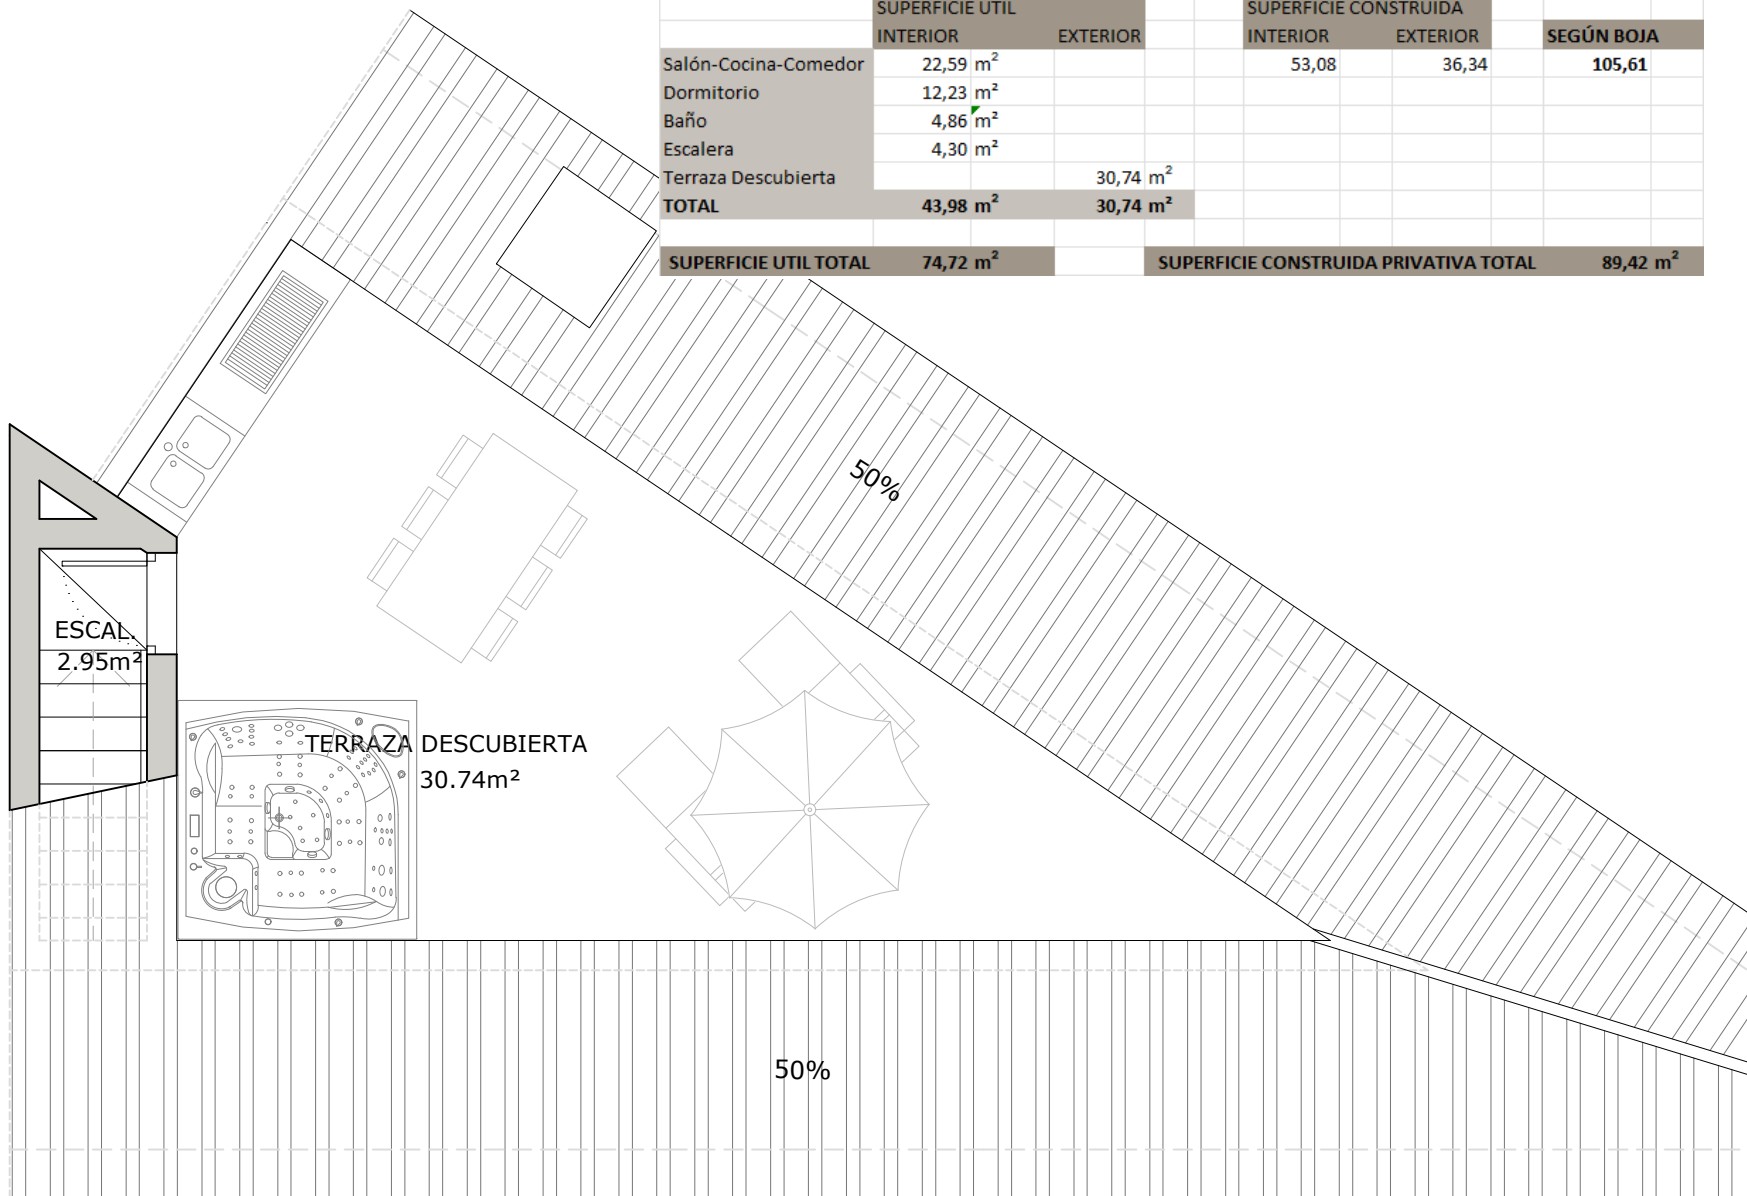 SUPERFICIE UTIL SUPERFICIE CONSTRUIDA
INTERIOR EXTERIOR INTERIOR EXTERIOR SEGÚN BOJA
Salón-Cocina-Comedor 22,59 m² 53,08 36,34 105,61
Dormitorio 12,23 m²
Baño 4,86 m²
Escalera 4,30 m²
Terraza Descubierta 30,74 m²
TOTAL 43,98 m² 30,74 m²
SUPERFICIE UTIL TOTAL 74,72 m² SUPERFICIE CONSTRUIDA PRIVATIVA TOTAL 89,42 m²
50%
ESCAL.
2.95m²
TERRAZA DESCUBIERTA
30.74m²
50%